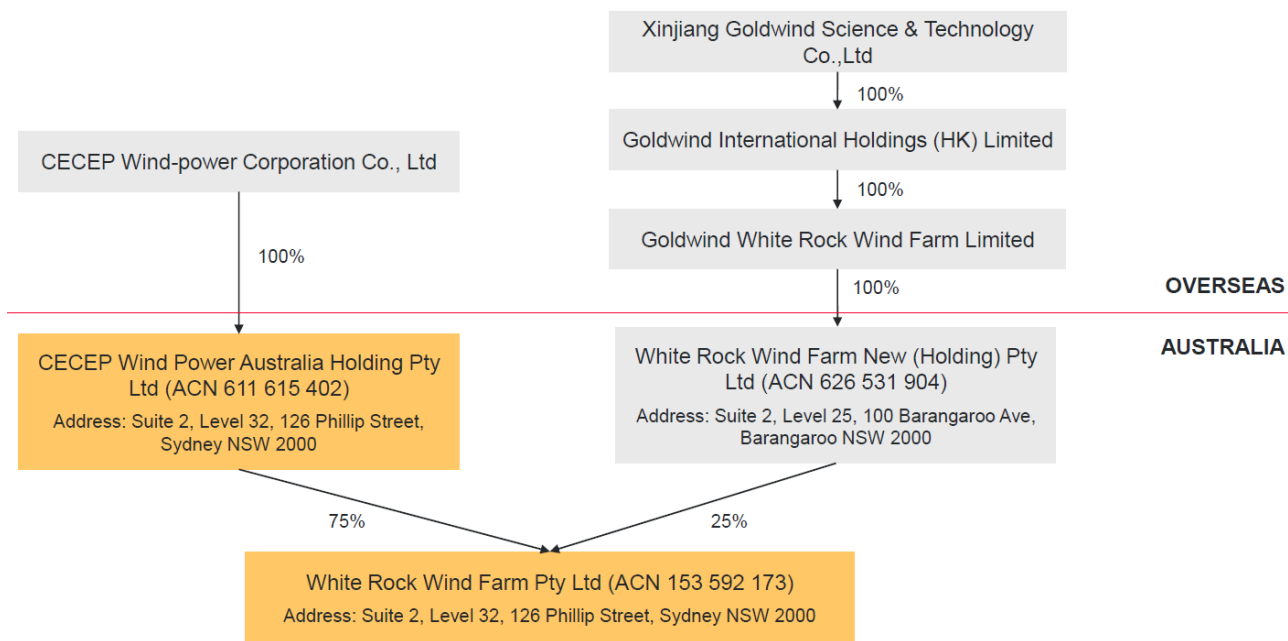 Xinjiang Goldwind Science & Technology
Co.,Ltd
100%
Goldwind International Holdings (HK) Limited
CECEP Wind-power Corporation Co., Ltd
100%
Goldwind White Rock Wind Farm Limited
100%
100%
OVERSEAS
AUSTRALIA
CECEP Wind Power Australia Holding Pty
Ltd (ACN 611 615 402)
Address: Suite 2, Level 32, 126 Phillip Street,
Sydney NSW 2000
White Rock Wind Farm New (Holding) Pty
Ltd (ACN 626 531 904)
Address: Suite 2, Level 25, 100 Barangaroo Ave,
Barangaroo NSW 2000
75%
25%
White Rock Wind Farm Pty Ltd (ACN 153 592 173)
Address: Suite 2, Level 32, 126 Phillip Street, Sydney NSW 2000